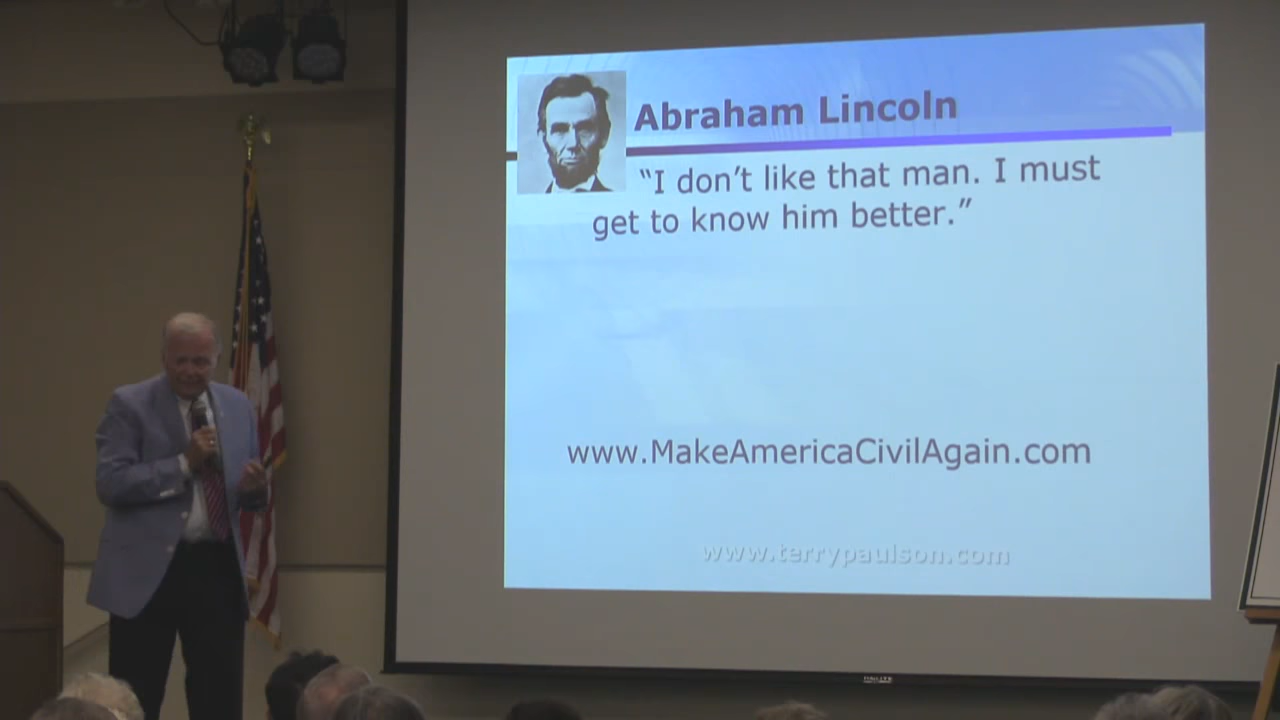 Abraham Lincoln
“I don’t like that man. I must
get to know him better.”
www.MakeAmericaCivilAgain.com
www.terrypaulson.com